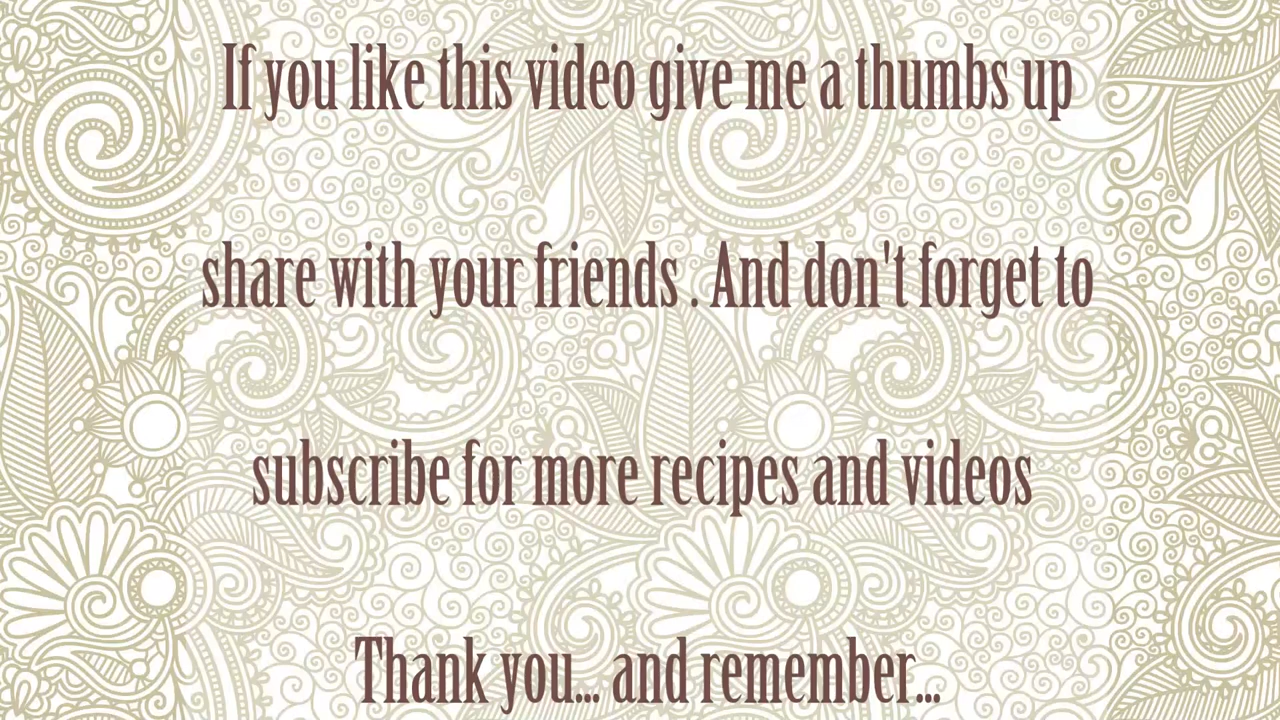 If you like this video give me a thumbs up
share with your friends . And don't forget to
subscribe for more recipes and videos
Thank you... and remember...